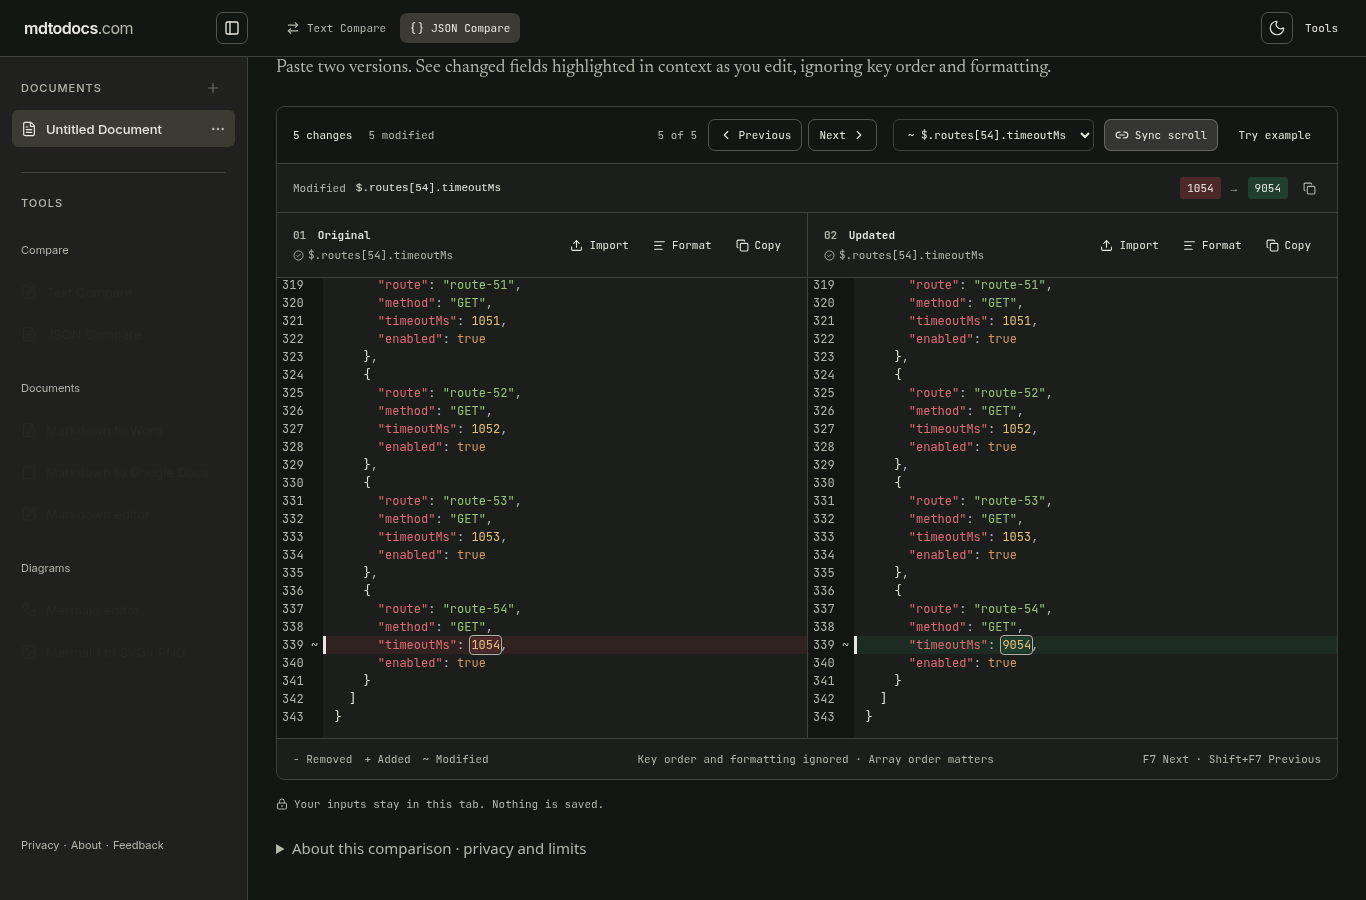 mdtodocs.com
Text Compare
JSON Compare
Tools
DOCUMENTS
Untitled Document
TOOLS
Compare
Text Compare
JSON Compare
Documents
Markdown editor
Diagrams
Mermaid editor
Privacy · About · Feedback
Paste two versions. See changed fields highlighted in context as you edit, ignoring key order and formatting.
5 changes 5 modified
5 of 5
Previous
Next
~ $.routes[54].timeoutMs
Sync scroll
Try example
Modified $.routes[54].timeoutMs
1054 → 9054
01 Original
$.routes[54].timeoutMs
Import
Format
Copy
319 "route": "route-51",
320 "method": "GET",
321 "timeoutMs": 1051,
322 "enabled": true
323 },
324 {
325 "route": "route-52",
326 "method": "GET",
327 "timeoutMs": 1052,
328 "enabled": true
329 },
330 {
331 "route": "route-53",
332 "method": "GET",
333 "timeoutMs": 1053,
334 "enabled": true
335 },
336 {
337 "route": "route-54",
338 "method": "GET",
339 ~ "timeoutMs": 1054,
340 "enabled": true
341 }
342 ]
343 }
02 Updated
$.routes[54].timeoutMs
Import
Format
Copy
319 "route": "route-51",
320 "method": "GET",
321 "timeoutMs": 1051,
322 "enabled": true
323 },
324 {
325 "route": "route-52",
326 "method": "GET",
327 "timeoutMs": 1052,
328 "enabled": true
329 },
330 {
331 "route": "route-53",
332 "method": "GET",
333 "timeoutMs": 1053,
334 "enabled": true
335 },
336 {
337 "route": "route-54",
338 "method": "GET",
339 ~ "timeoutMs": 9054,
340 "enabled": true
341 }
342 ]
343 }
- Removed + Added ~ Modified
Key order and formatting ignored · Array order matters
F7 Next · Shift+F7 Previous
Your inputs stay in this tab. Nothing is saved.
About this comparison · privacy and limits